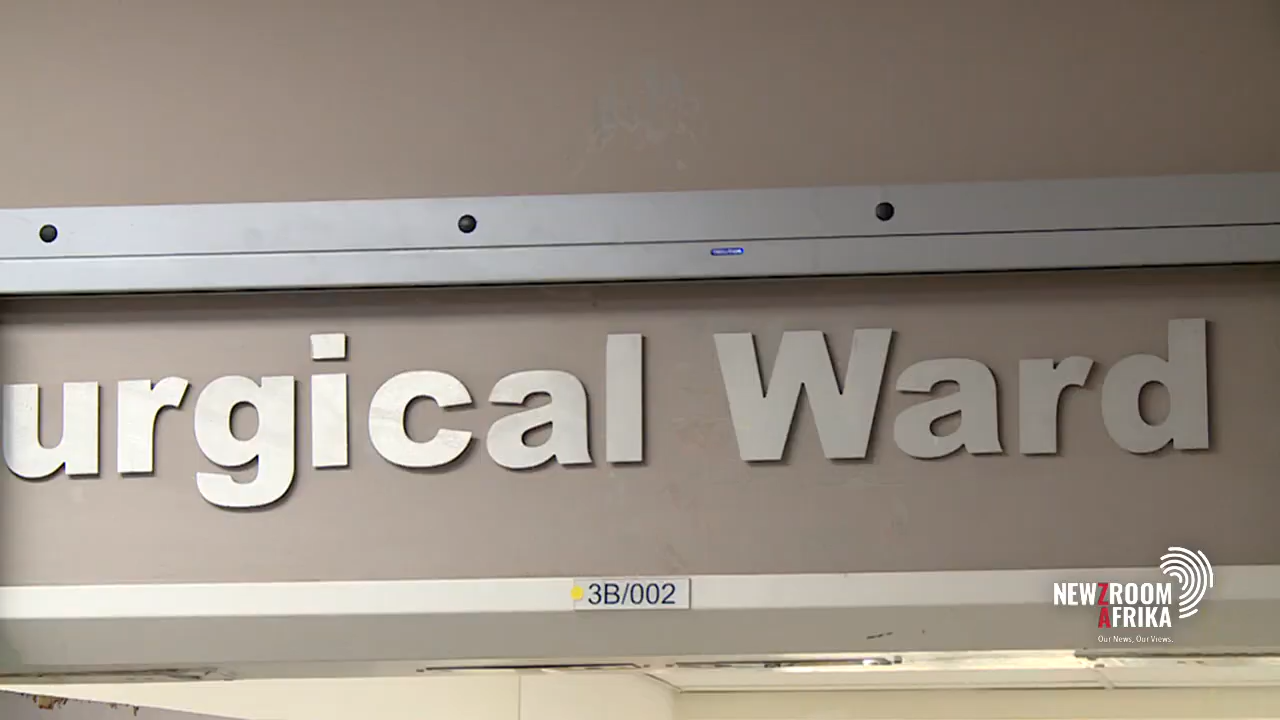 urgical Ward
3B/002
NEWZROOM
AFRIKA
Our News, Our Views.